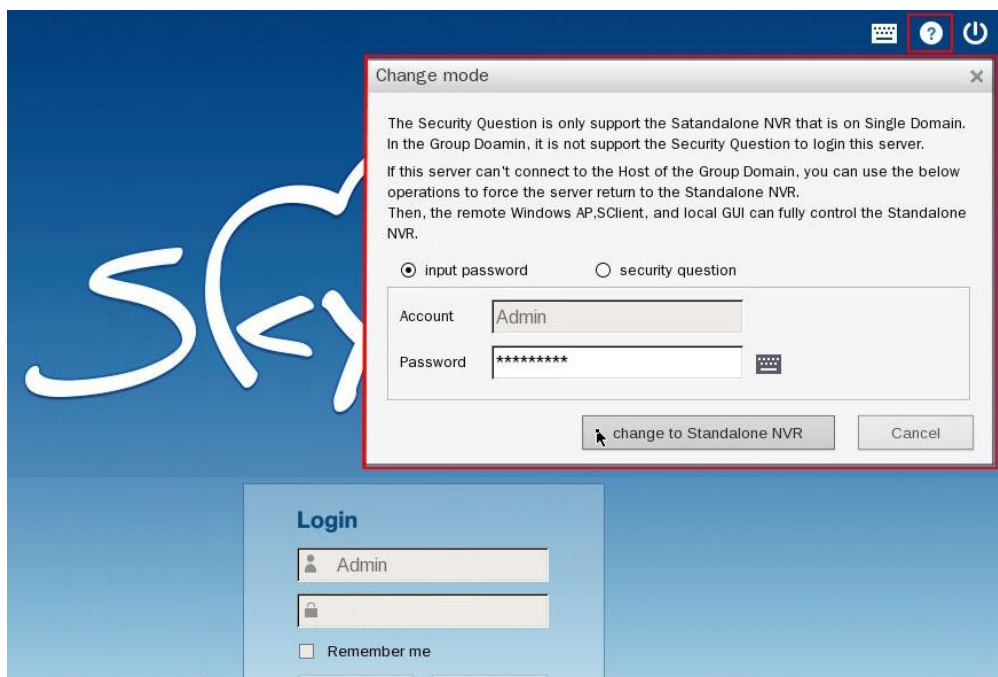 Change mode
The Security Question is only support the Satandalone NVR that is on Single Domain.
In the Group Doamin, it is not support the Security Question to login this server.
If this server can't connect to the Host of the Group Domain, you can use the below
operations to force the server return to the Standalone NVR.
Then, the remote Windows AP,SClient, and local GUI can fully control the Standalone
NVR.
input password security question
Account Admin
Password *********
change to Standalone NVR Cancel
Sky
Login
Admin
Remember me